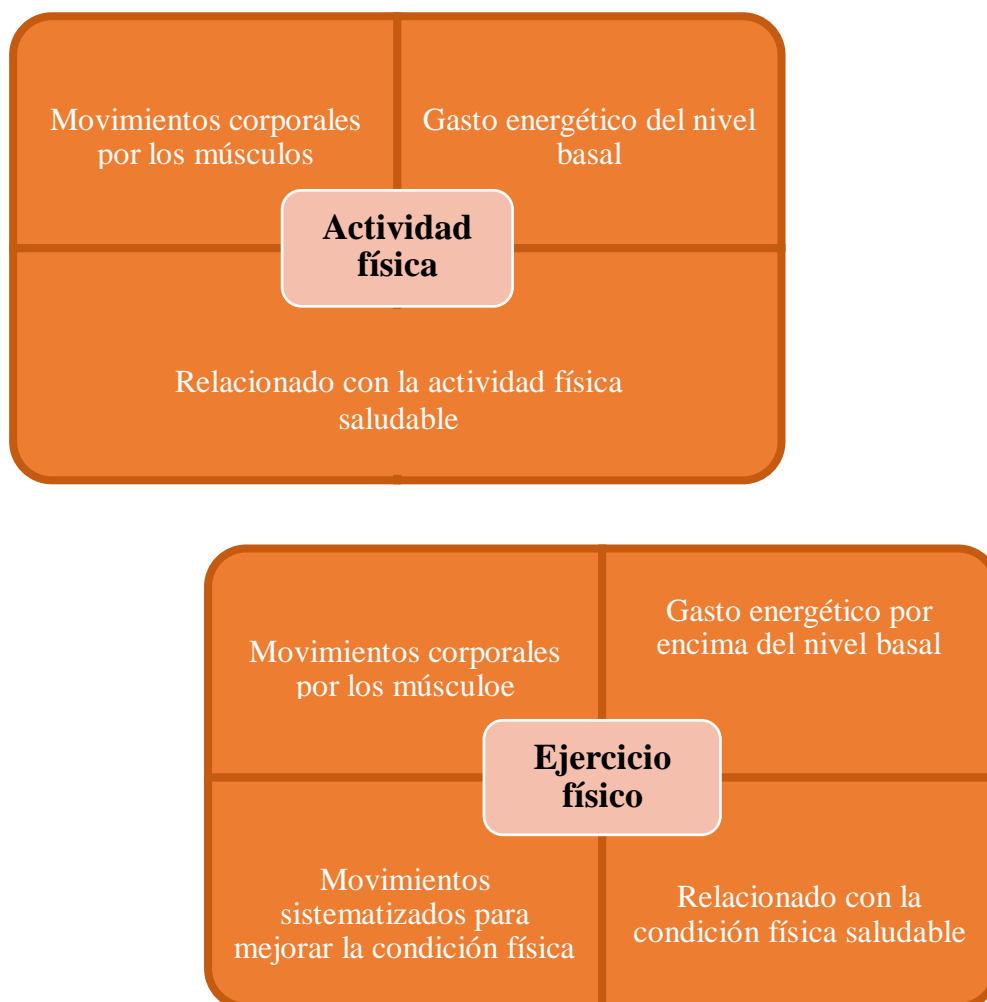 Movimientos corporales
por los músculos
Gasto energético del nivel
basal
Actividad
física
Relacionado con la actividad física
saludable
Movimientos corporales
por los músculoe
Gasto energético por
encima del nivel basal
Ejercicio
físico
Movimientos
sistematizados para
mejorar la condición física
Relacionado con la
condición física saludable